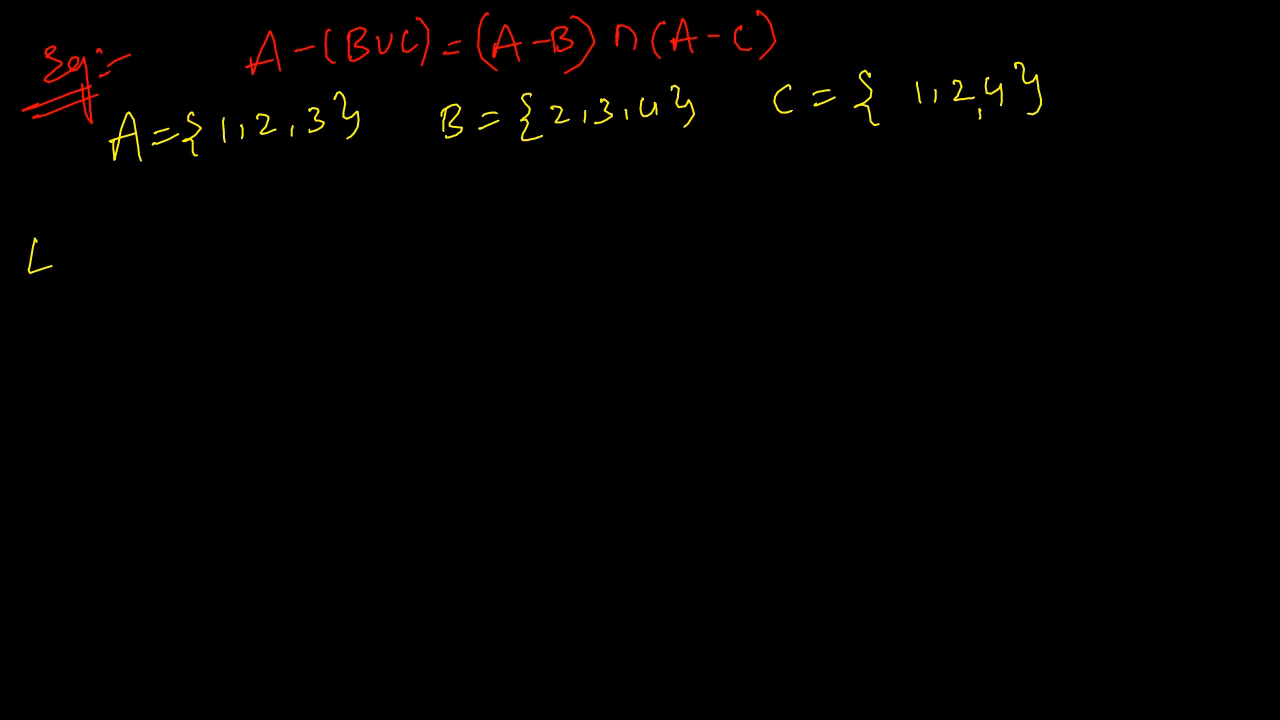 Eg:- A-(B∪C)=(A-B)∩(A-C)
A={1,2,3} B={2,3,4} C={1,2,4}
L